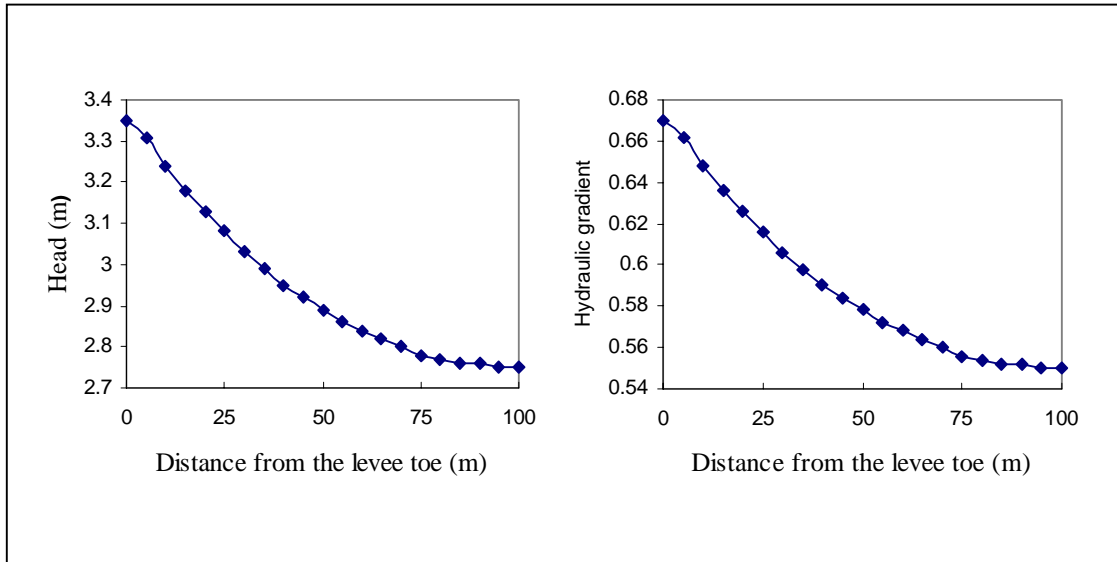 Head (m)
3.4
3.3
3.2
3.1
3
2.9
2.8
2.7
0 25 50 75 100
Distance from the levee toe (m)
Hydraulic gradient
0.68
0.66
0.64
0.62
0.6
0.58
0.56
0.54
0 25 50 75 100
Distance from the levee toe (m)